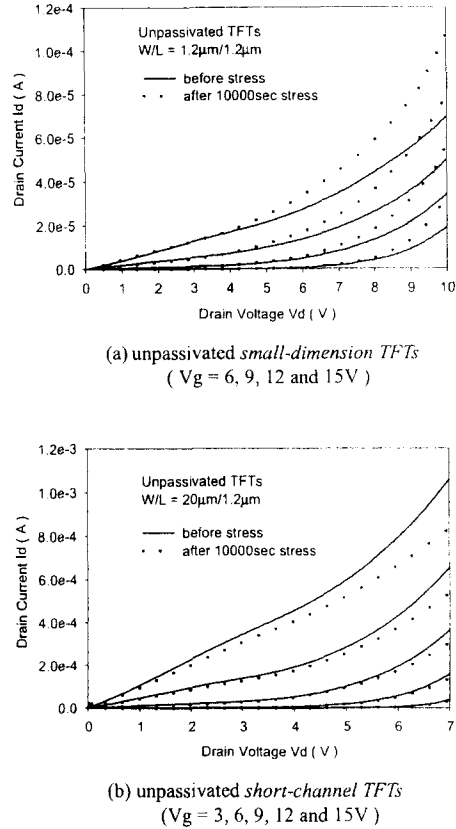 1.2e-4
1.0e-4
8.0e-5
6.0e-5
4.0e-5
2.0e-5
0.0
Drain Current Id ( A )
Unpassivated TFTs
W/L = 1.2µm/1.2µm
before stress
after 10000sec stress
0 1 2 3 4 5 6 7 8 9 10
Drain Voltage Vd ( V )
(a) unpassivated small-dimension TFTs
( Vg = 6, 9, 12 and 15V )
1.2e-3
1.0e-3
8.0e-4
6.0e-4
4.0e-4
2.0e-4
0.0
Drain Current Id ( A )
Unpassivated TFTs
W/L = 20µm/1.2µm
before stress
after 10000sec stress
0 1 2 3 4 5 6 7
Drain Voltage Vd ( V )
(b) unpassivated short-channel TFTs
(Vg = 3, 6, 9, 12 and 15V )